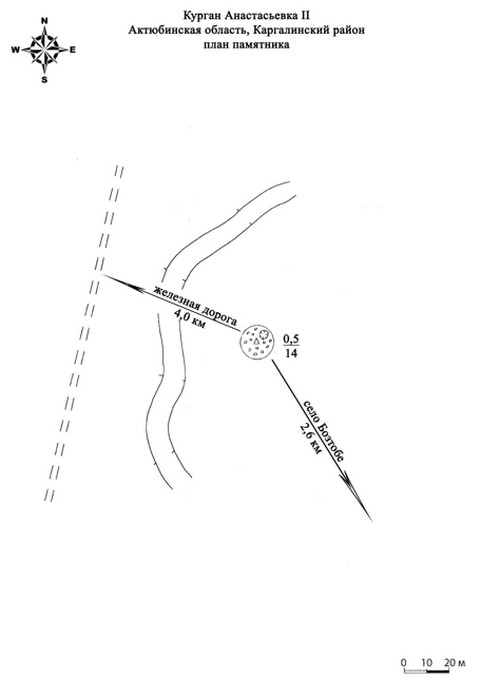 Курган Анастасьевка II
Актюбинская область, Каргалинский район
план памятника
N
W E
S
железная дорога
4,0 км
0,5
14
село Бозтобе
2,6 км
0 10 20 м